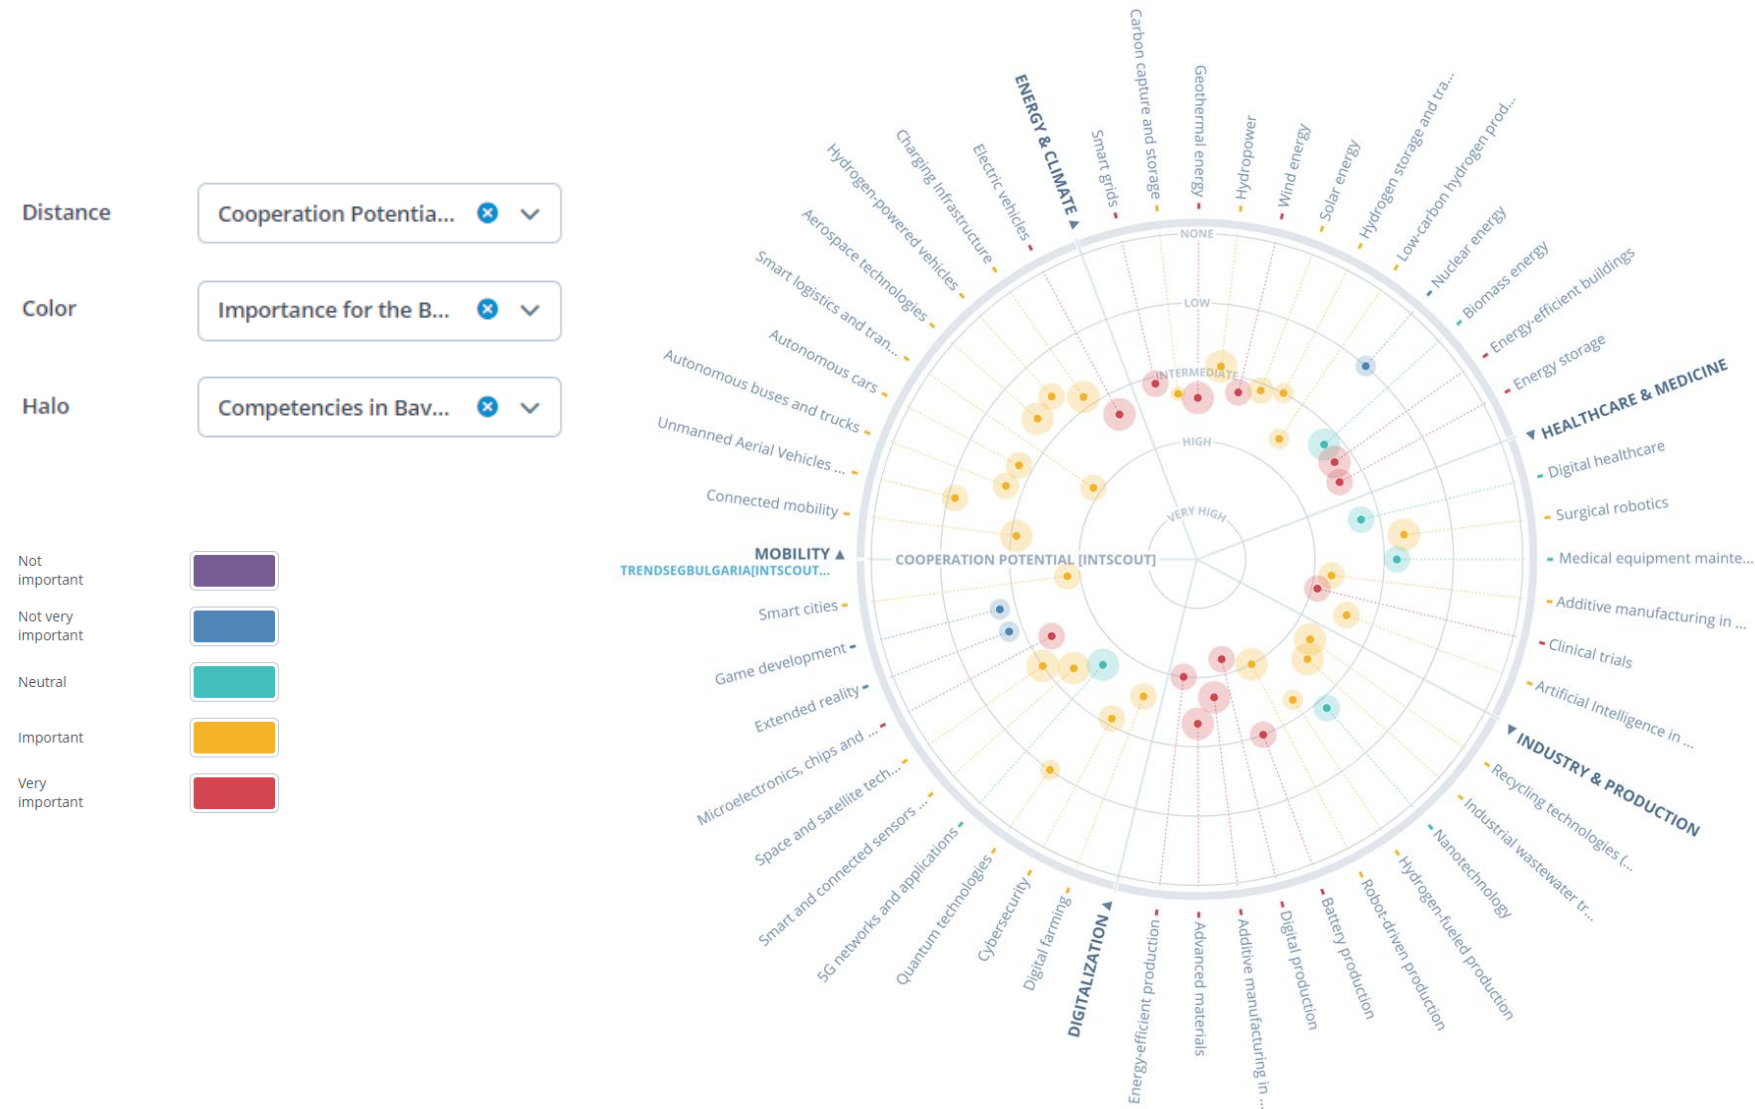 Distance
Cooperation Potentia...
Color
Importance for the B...
Halo
Competencies in Bav...
Not
important
Not very
important
Neutral
Important
Very
important
ENERGY & CLIMATE
Smart grids
Carbon capture and storage
Geothermal energy
Hydropower
Wind energy
Solar energy
Hydrogen storage and tra...
Low-carbon hydrogen prod...
Nuclear energy
Biomass energy
Energy-efficient buildings
Energy storage
HEALTHCARE & MEDICINE
Digital healthcare
Surgical robotics
Medical equipment mainte...
Additive manufacturing in ...
Clinical trials
Artificial Intelligence in ...
INDUSTRY & PRODUCTION
Recycling technologies (...
Industrial wastewater tr...
Nanotechnology
Hydrogen-fueled production
Robot-driven production
Battery production
Digital production
Additive manufacturing in ...
Advanced materials
Energy-efficient production
DIGITALIZATION
Digital farming
Cybersecurity
Quantum technologies
5G networks and applications
Smart and connected sensors ...
Space and satellite tech...
Microelectronics, chips and ...
Extended reality
Game development
Smart cities
MOBILITY
TRENDSEGBULGARIA[INTSCOUT...
Connected mobility
Unmanned Aerial Vehicles ...
Autonomous buses and trucks
Autonomous cars
Smart logistics and tran...
Aerospace technologies
Hydrogen-powered vehicles
Charging Infrastructure
Electric vehicles
NONE
LOW
INTERMEDIATE
HIGH
VERY HIGH
COOPERATION POTENTIAL [INTSCOUT]